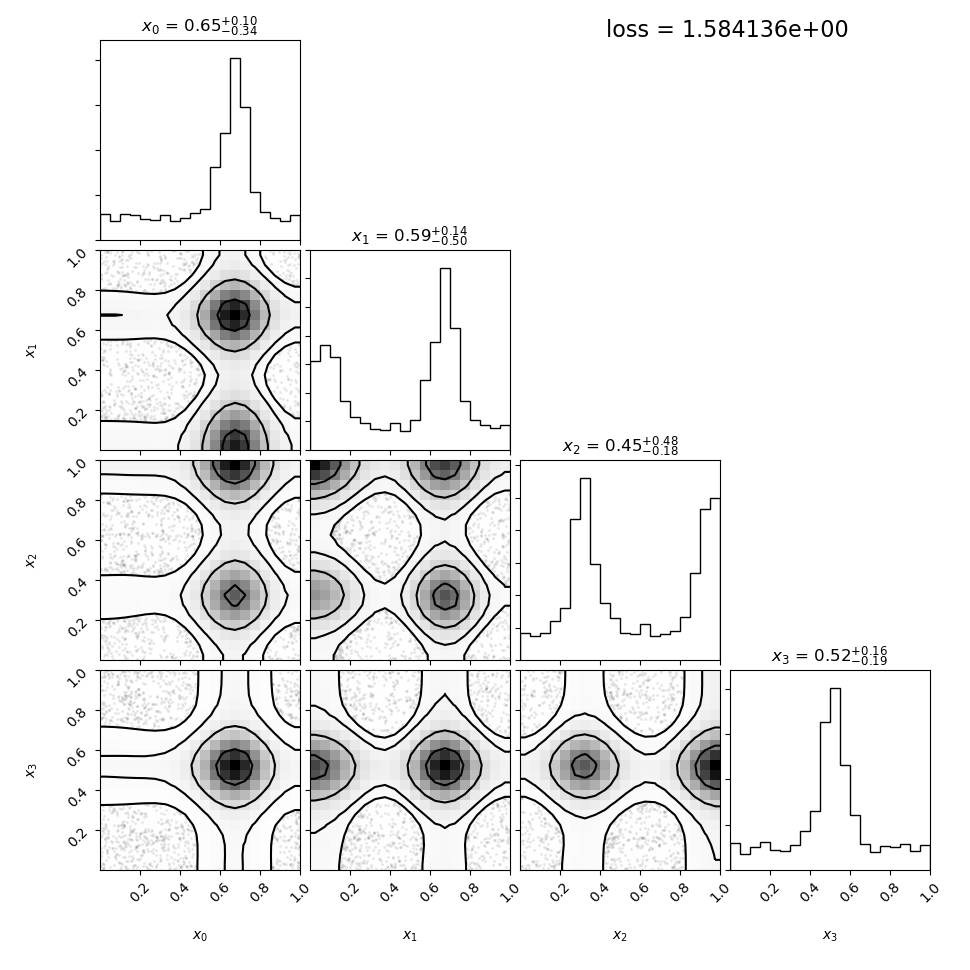 x₀ = 0.65⁺⁰·¹⁰₋₀.₃₄
loss = 1.584136e+00
x₁ = 0.59⁺⁰·¹⁴₋₀.₅₀
1.0
0.8
0.6
0.4
0.2
x₁
x₂ = 0.45⁺⁰·⁴⁸₋₀.₁₈
1.0
0.8
0.6
0.4
0.2
x₂
x₃ = 0.52⁺⁰·¹⁶₋₀.₁₉
1.0
0.8
0.6
0.4
0.2
x₃
0.2 0.4 0.6 0.8 1.0 0.2 0.4 0.6 0.8 1.0 0.2 0.4 0.6 0.8 1.0 0.2 0.4 0.6 0.8 1.0
x₀ x₁ x₂ x₃